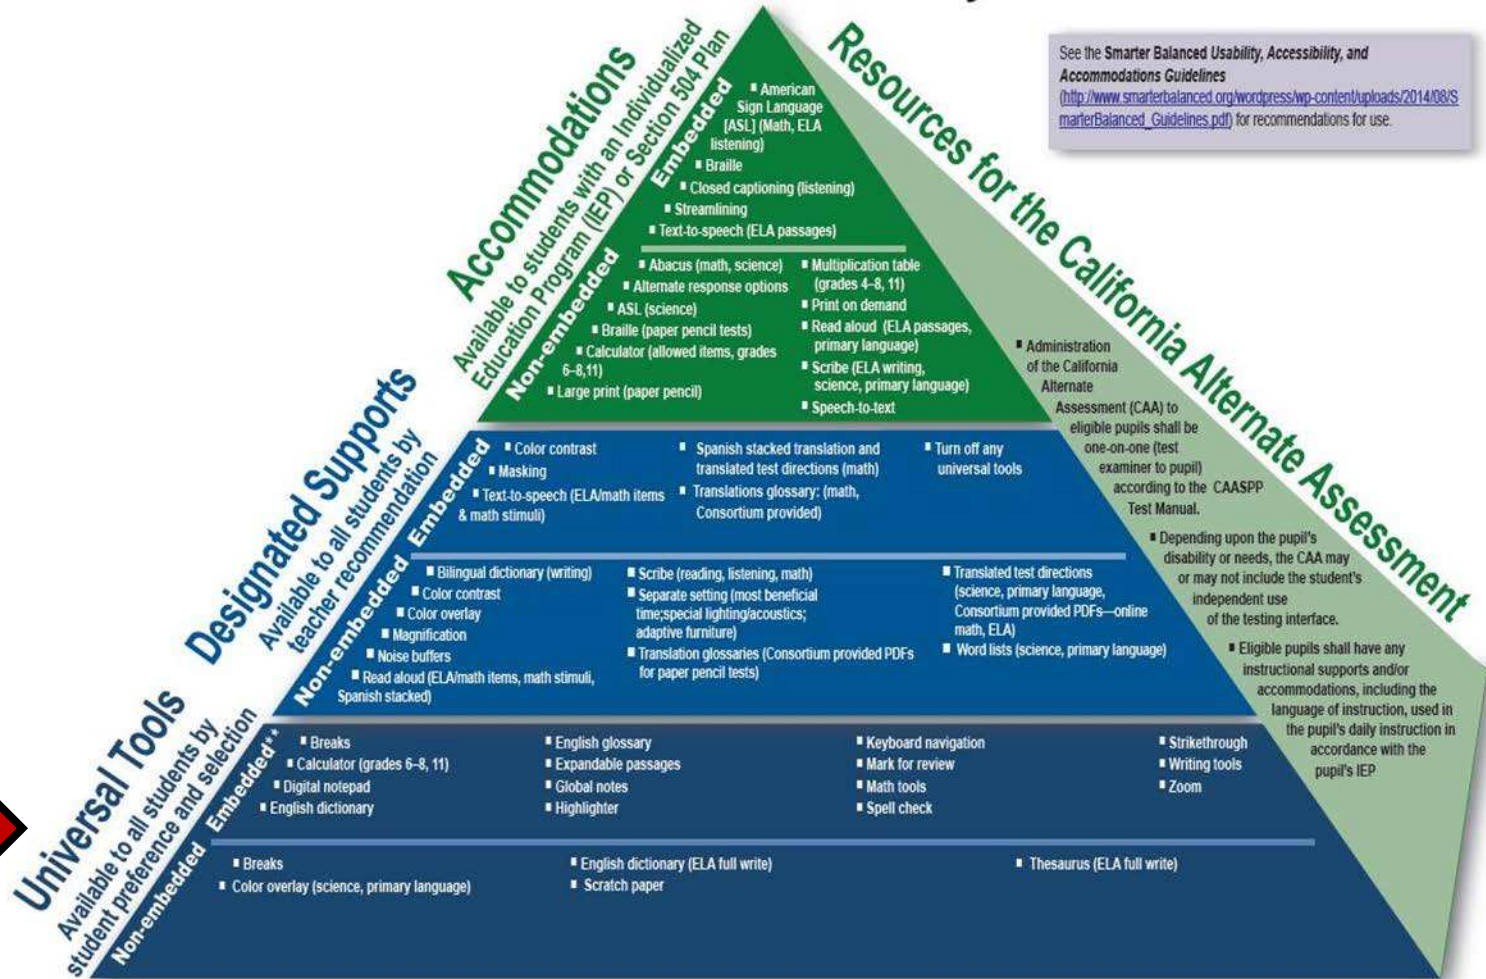 See the Smarter Balanced Usability, Accessibility, and
Accommodations Guidelines
(http://www.smarterbalanced.org/wordpress/wp-content/uploads/2014/08/S
marterBalanced_Guidelines.pdf) for recommendations for use.
Accommodations
Available to students with an Individualized
Education Program (IEP) or Section 504 Plan
Embedded
▪ American
Sign Language
[ASL] (Math, ELA
listening)
▪ Braille
▪ Closed captioning (listening)
▪ Streamlining
▪ Text-to-speech (ELA passages)
Non-embedded
▪ Abacus (math, science)
▪ Alternate response options
▪ ASL (science)
▪ Braille (paper pencil tests)
▪ Calculator (allowed items, grades
6–8,11)
▪ Large print (paper pencil)
▪ Multiplication table
(grades 4–8, 11)
▪ Print on demand
▪ Read aloud (ELA passages,
primary language)
▪ Scribe (ELA writing,
science, primary language)
▪ Speech-to-text
Designated Supports
Available to all students by
teacher recommendation
Embedded
▪ Color contrast
▪ Masking
▪ Text-to-speech (ELA/math items
& math stimuli)
▪ Spanish stacked translation and
translated test directions (math)
▪ Translations glossary: (math,
Consortium provided)
▪ Turn off any
universal tools
Non-embedded
▪ Bilingual dictionary (writing)
▪ Color contrast
▪ Color overlay
▪ Magnification
▪ Noise buffers
▪ Read aloud (ELA/math items, math stimuli,
Spanish stacked)
▪ Scribe (reading, listening, math)
▪ Separate setting (most beneficial
time;special lighting/acoustics;
adaptive furniture)
▪ Translation glossaries (Consortium provided PDFs
for paper pencil tests)
▪ Translated test directions
(science, primary language,
Consortium provided PDFs—online
math, ELA)
▪ Word lists (science, primary language)
Universal Tools
Available to all students by
student preference and selection
Embedded**
▪ Breaks
▪ Calculator (grades 6–8, 11)
▪ Digital notepad
▪ English dictionary
▪ English glossary
▪ Expandable passages
▪ Global notes
▪ Highlighter
▪ Keyboard navigation
▪ Mark for review
▪ Math tools
▪ Spell check
▪ Strikethrough
▪ Writing tools
▪ Zoom
Non-embedded
▪ Breaks
▪ Color overlay (science, primary language)
▪ English dictionary (ELA full write)
▪ Scratch paper
▪ Thesaurus (ELA full write)
Resources for the California Alternate Assessment
▪ Administration
of the California
Alternate
Assessment (CAA) to
eligible pupils shall be
one-on-one (test
examiner to pupil)
according to the CAASPP
Test Manual.
▪ Depending upon the pupil's
disability or needs, the CAA may
or may not include the student's
independent use
of the testing interface.
▪ Eligible pupils shall have any
instructional supports and/or
accommodations, including the
language of instruction, used in
the pupil's daily instruction in
accordance with the
pupil's IEP